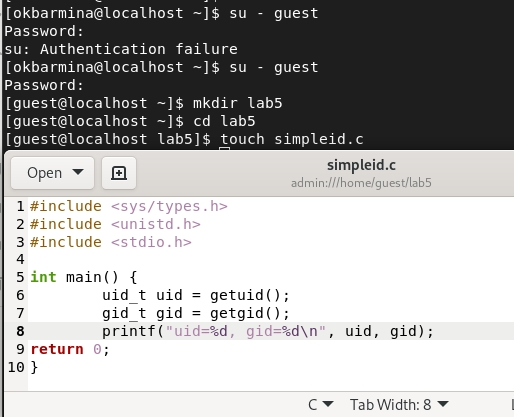 [okbarmina@localhost ~]$ su - guest
Password:
su: Authentication failure
[okbarmina@localhost ~]$ su - guest
Password:
[guest@localhost ~]$ mkdir lab5
[guest@localhost ~]$ cd lab5
[guest@localhost lab5]$ touch simpleid.c
Open
simpleid.c
admin:///home/guest/lab5
1 #include <sys/types.h>
2 #include <unistd.h>
3 #include <stdio.h>
4
5 int main() {
6         uid_t uid = getuid();
7         gid_t gid = getgid();
8         printf("uid=%d, gid=%d\n", uid, gid);
9 return 0;
10 }
C Tab Width: 8